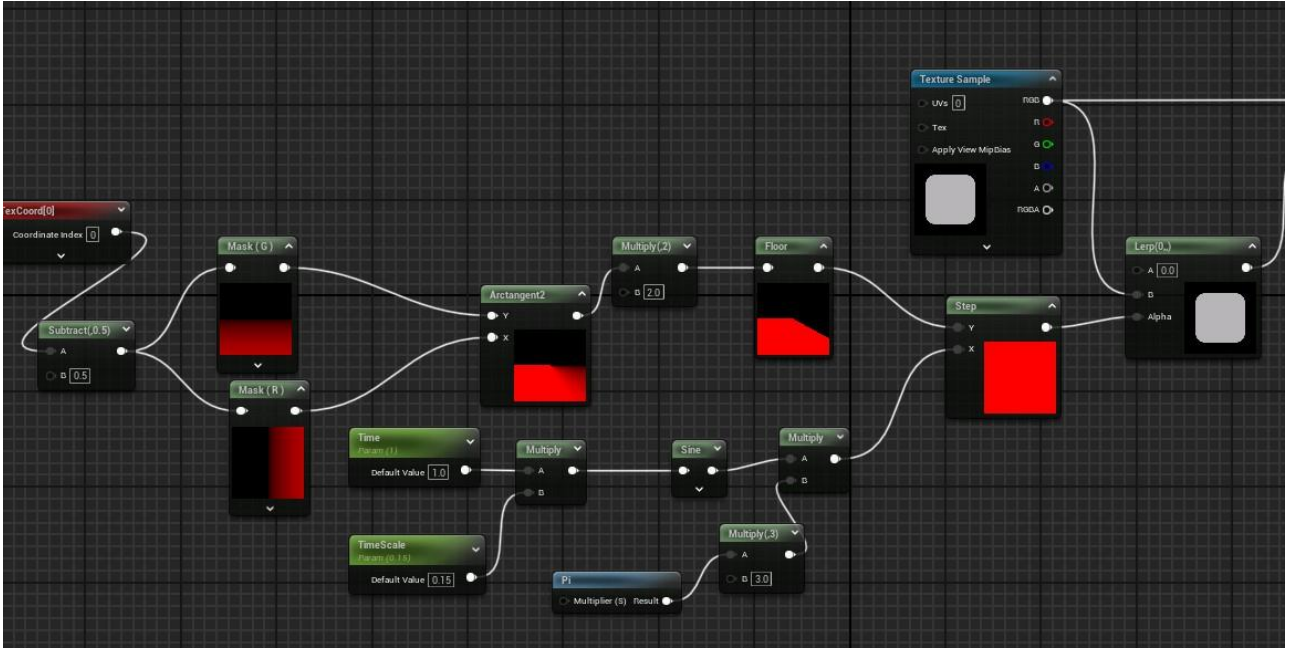 Texture Sample
UVs 0
RGB
R
Tex
G
Apply View MipBias
B
A
RGBA
TexCoord[0]
Coordinate Index 0
Mask ( G )
Multiply(,2)
Floor
Lerp(0,,)
A
A 0.0
B 2.0
B
Alpha
Arctangent2
Y
X
Step
Y
X
Subtract(,0.5)
A
B 0.5
Mask ( R )
Time
Param (1)
Default Value 1.0
Multiply
A
B
Sine
Multiply
A
B
TimeScale
Param (0.15)
Default Value 0.15
Multiply(,3)
A
B 3.0
Pi
Multiplier (S) Result